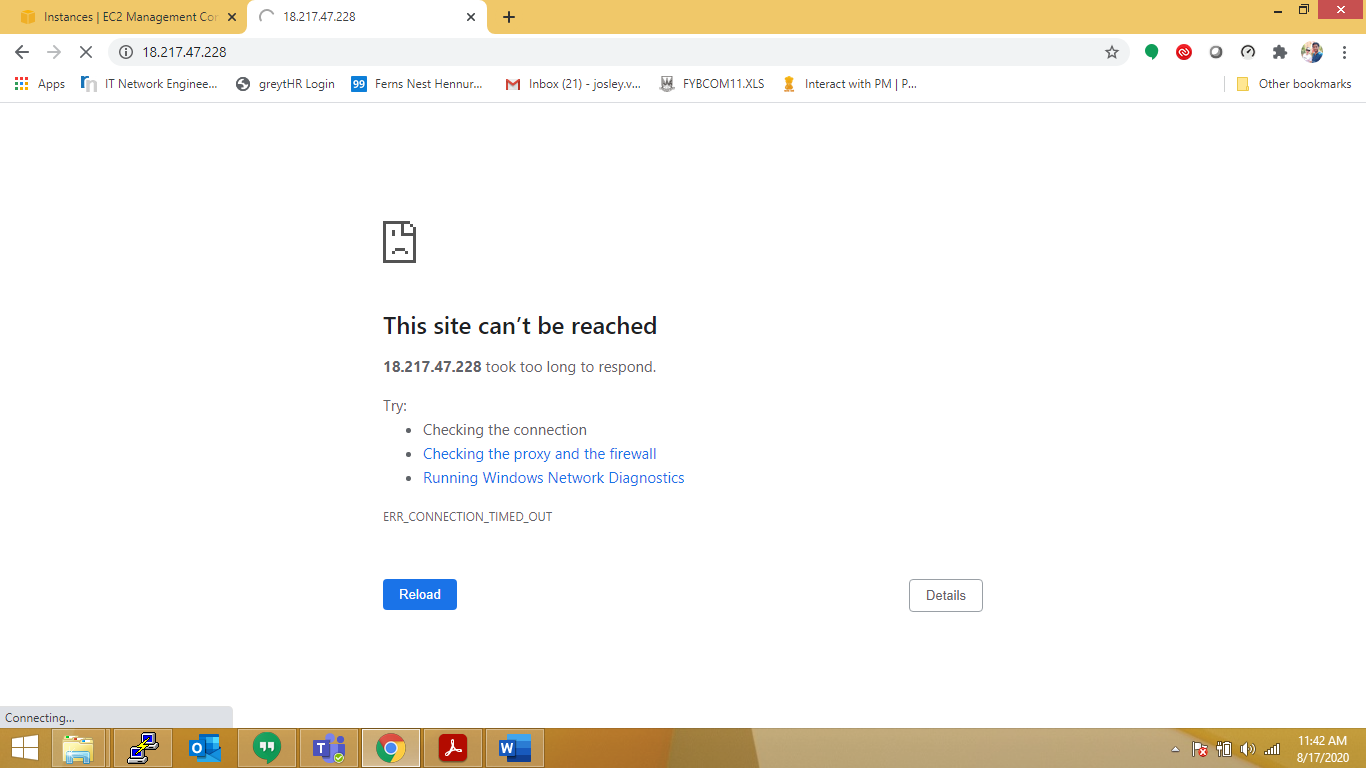 Instances | EC2 Management Cor
18.217.47.228
18.217.47.228
Apps
IT Network Enginee...
greytHR Login
99
Ferns Nest Hennur...
Inbox (21) - josley.v...
FYBCOM11.XLS
Interact with PM | P...
Other bookmarks
This site can't be reached
18.217.47.228 took too long to respond.
Try:
• Checking the connection
• Checking the proxy and the firewall
• Running Windows Network Diagnostics
ERR_CONNECTION_TIMED_OUT
Reload
Details
Connecting...
11:42 AM
8/17/2020